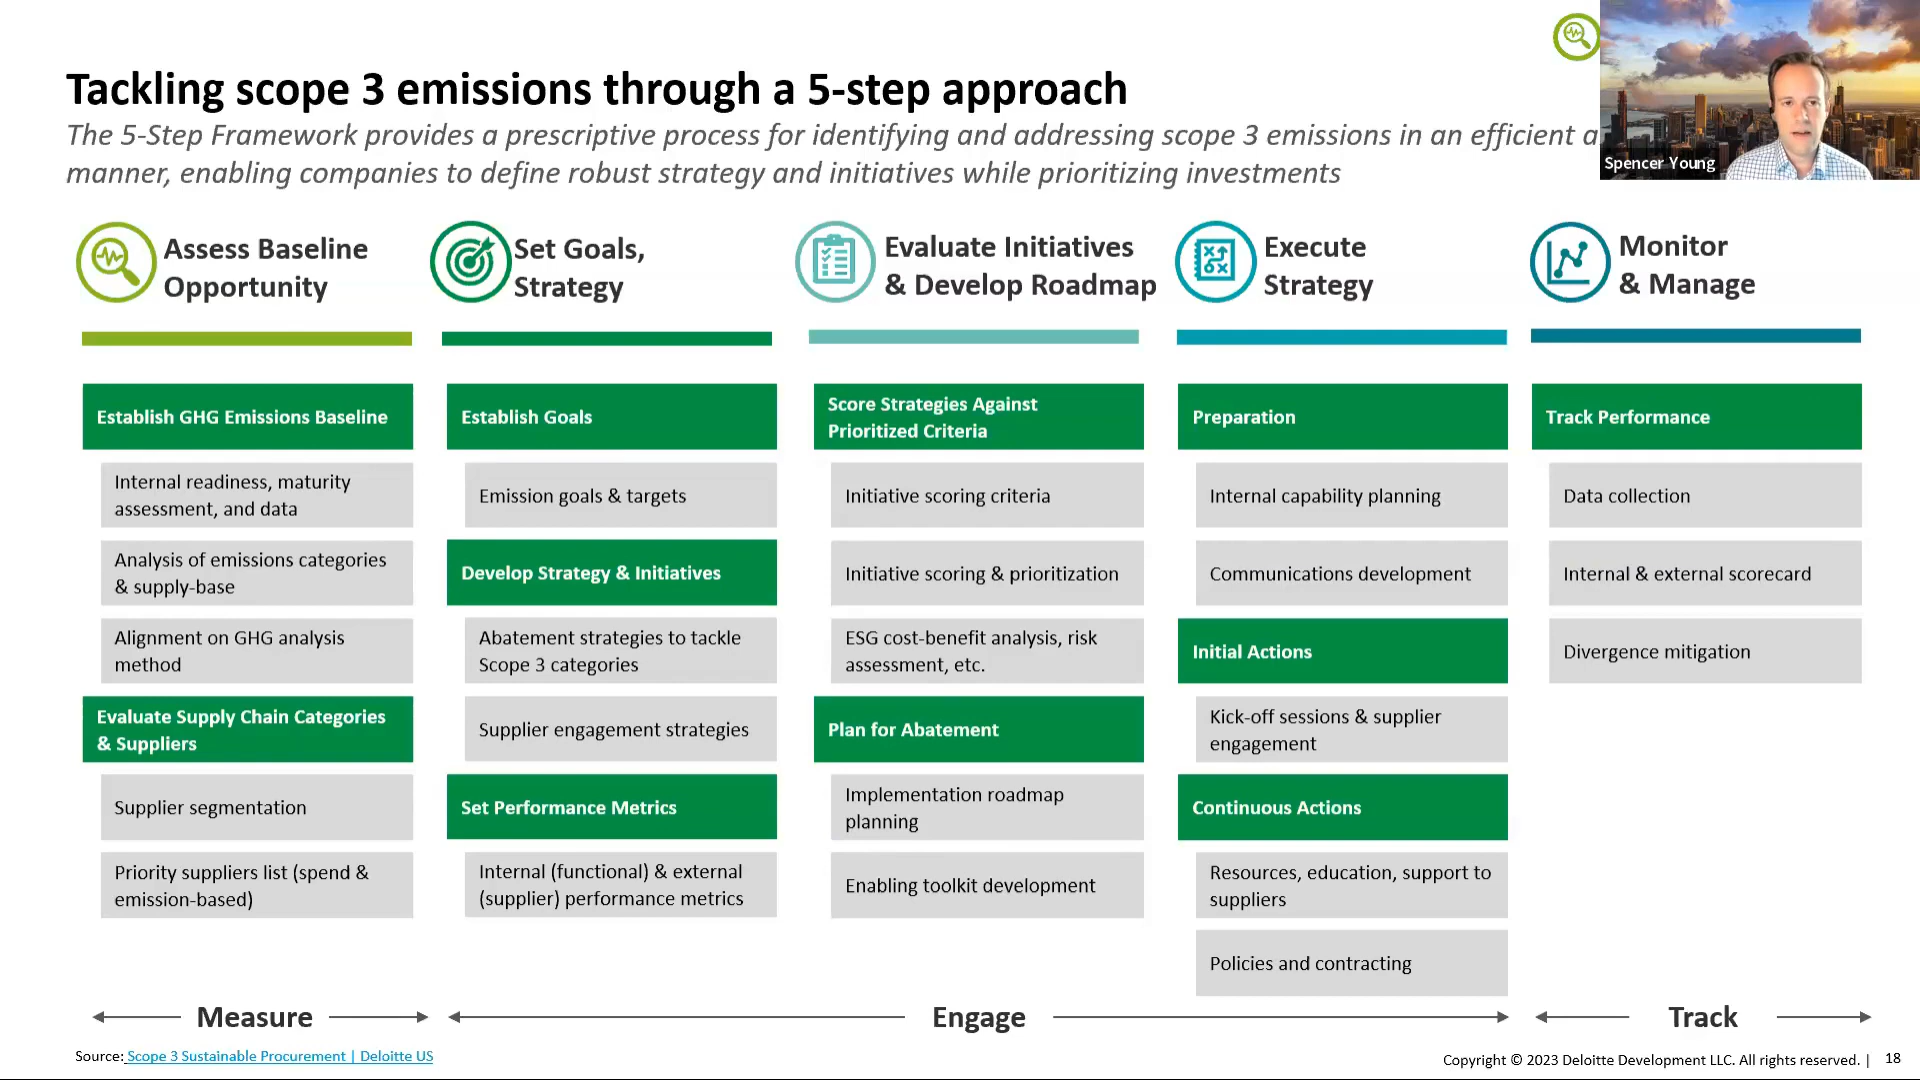 Tackling scope 3 emissions through a 5-step approach
The 5-Step Framework provides a prescriptive process for identifying and addressing scope 3 emissions in an efficient
manner, enabling companies to define robust strategy and initiatives while prioritizing investments
Spencer Young
Assess Baseline
Opportunity
Set Goals,
Strategy
Evaluate Initiatives
& Develop Roadmap
Execute
Strategy
Monitor
& Manage
Establish GHG Emissions Baseline
Internal readiness, maturity
assessment, and data
Analysis of emissions categories
& supply-base
Alignment on GHG analysis
method
Evaluate Supply Chain Categories
& Suppliers
Supplier segmentation
Priority suppliers list (spend &
emission-based)
Establish Goals
Emission goals & targets
Develop Strategy & Initiatives
Abatement strategies to tackle
Scope 3 categories
Supplier engagement strategies
Set Performance Metrics
Internal (functional) & external
(supplier) performance metrics
Score Strategies Against
Prioritized Criteria
Initiative scoring criteria
Initiative scoring & prioritization
ESG cost-benefit analysis, risk
assessment, etc.
Plan for Abatement
Implementation roadmap
planning
Enabling toolkit development
Preparation
Internal capability planning
Communications development
Initial Actions
Kick-off sessions & supplier
engagement
Continuous Actions
Resources, education, support to
suppliers
Policies and contracting
Track Performance
Data collection
Internal & external scorecard
Divergence mitigation
Measure
Engage
Track
Source: Scope 3 Sustainable Procurement | Deloitte US
Copyright © 2023 Deloitte Development LLC. All rights reserved. | 18